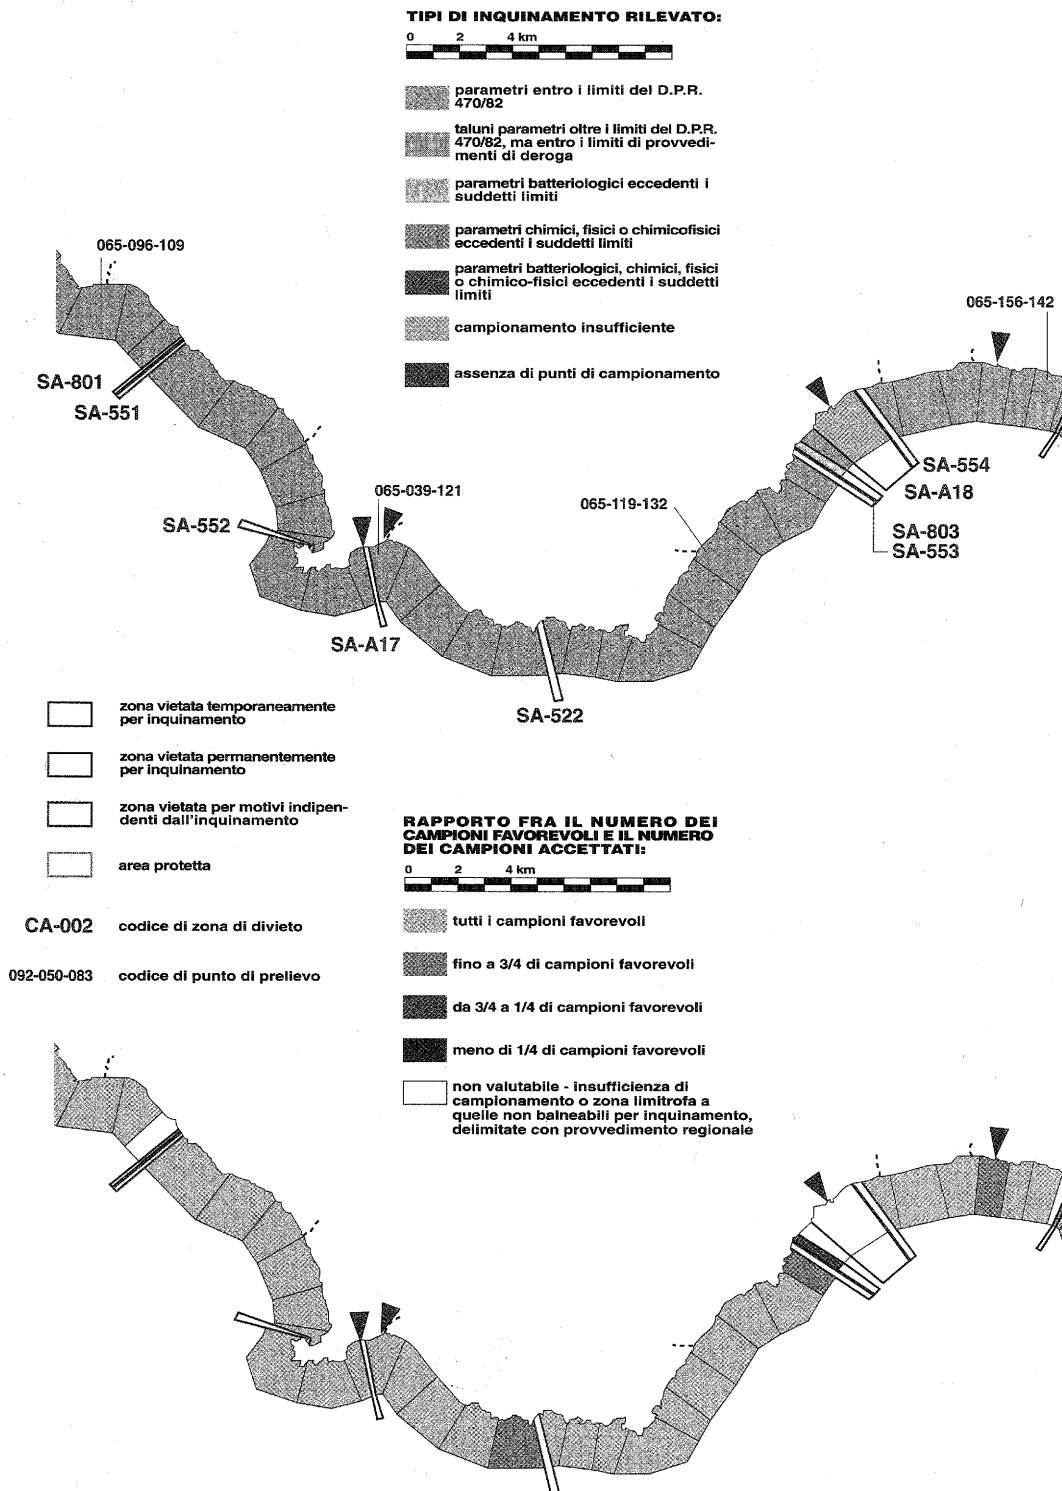 TIPI DI INQUINAMENTO RILEVATO:
0 2 4 km
parametri entro i limiti del D.P.R.
470/82
taluni parametri oltre i limiti del D.P.R.
470/82, ma entro i limiti di provvedi-
menti di deroga
parametri batteriologici eccedenti i
suddetti limiti
parametri chimici, fisici o chimicofisici
eccedenti i suddetti limiti
parametri batteriologici, chimici, fisici
o chimico-fisici eccedenti i suddetti
limiti
campionamento insufficiente
assenza di punti di campionamento
065-096-109
SA-801
SA-551
SA-552
065-039-121
SA-A17
SA-522
065-119-132
065-156-142
SA-554
SA-A18
SA-803
SA-553
zona vietata temporaneamente
per inquinamento
zona vietata permanentemente
per inquinamento
zona vietata per motivi indipen-
denti dall'inquinamento
area protetta
CA-002 codice di zona di divieto
092-050-083 codice di punto di prelievo
RAPPORTO FRA IL NUMERO DEI
CAMPIONI FAVOREVOLI E IL NUMERO
DEI CAMPIONI ACCETTATI:
0 2 4 km
tutti i campioni favorevoli
fino a 3/4 di campioni favorevoli
da 3/4 a 1/4 di campioni favorevoli
meno di 1/4 di campioni favorevoli
non valutabile - insufficienza di
campionamento o zona limitrofa a
quelle non balneabili per inquinamento,
delimitate con provvedimento regionale